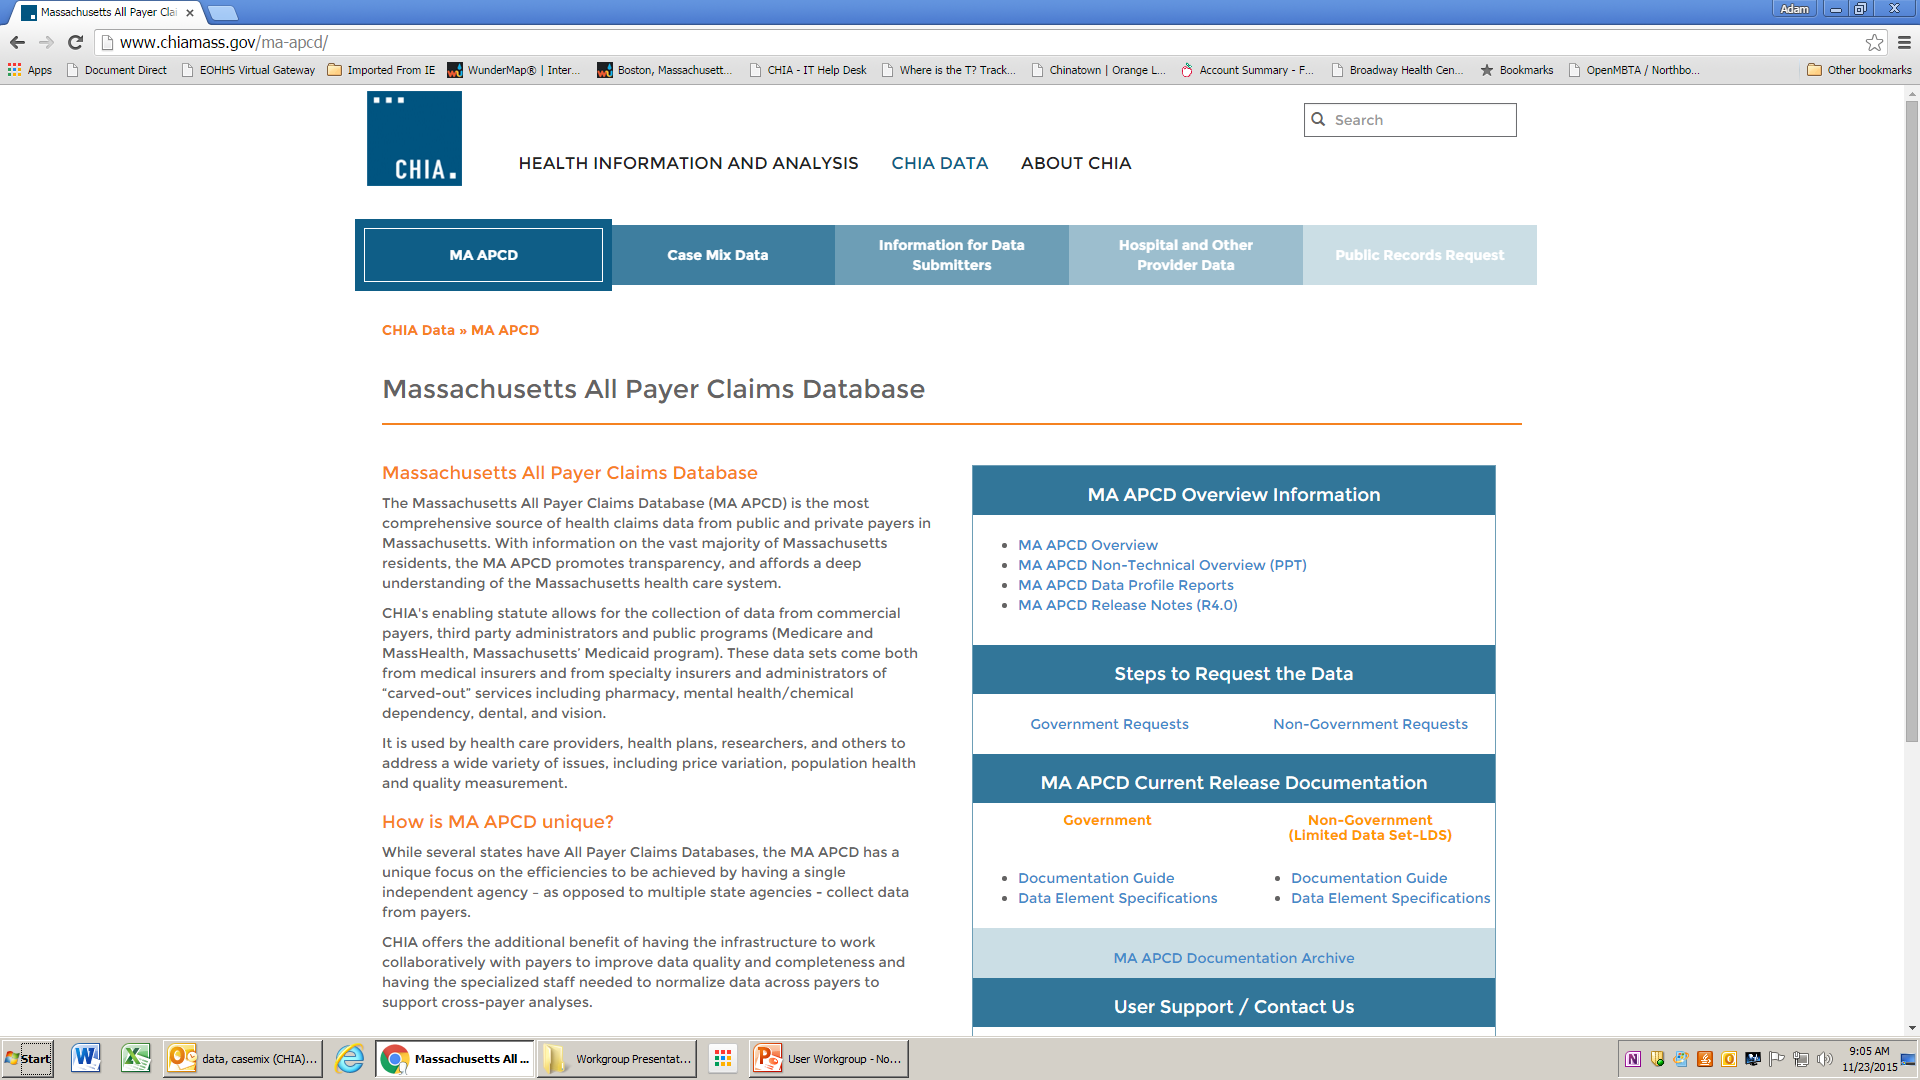 Massachusetts All Payer Clai
Adam
www.chiamass.gov/ma-apcd/
Apps
Document Direct
EOHHS Virtual Gateway
Imported From IE
WunderMap® | Inter...
Boston, Massachusett...
CHIA - IT Help Desk
Where is the T? Track...
Chinatown | Orange L...
Account Summary - F...
Broadway Health Cen...
Bookmarks
OpenMBTA / Northbo...
Other bookmarks
CHIA.
Search
HEALTH INFORMATION AND ANALYSIS
CHIA DATA
ABOUT CHIA
MA APCD
Case Mix Data
Information for Data
Submitters
Hospital and Other
Provider Data
Public Records Request
CHIA Data » MA APCD
Massachusetts All Payer Claims Database
Massachusetts All Payer Claims Database
The Massachusetts All Payer Claims Database (MA APCD) is the most
comprehensive source of health claims data from public and private payers in
Massachusetts. With information on the vast majority of Massachusetts
residents, the MA APCD promotes transparency, and affords a deep
understanding of the Massachusetts health care system.
CHIA's enabling statute allows for the collection of data from commercial
payers, third party administrators and public programs (Medicare and
MassHealth, Massachusetts’ Medicaid program). These data sets come both
from medical insurers and from specialty insurers and administrators of
“carved-out” services including pharmacy, mental health/chemical
dependency, dental, and vision.
It is used by health care providers, health plans, researchers, and others to
address a wide variety of issues, including price variation, population health
and quality measurement.
How is MA APCD unique?
While several states have All Payer Claims Databases, the MA APCD has a
unique focus on the efficiencies to be achieved by having a single
independent agency – as opposed to multiple state agencies - collect data
from payers.
CHIA offers the additional benefit of having the infrastructure to work
collaboratively with payers to improve data quality and completeness and
having the specialized staff needed to normalize data across payers to
support cross-payer analyses.
MA APCD Overview Information
MA APCD Overview
MA APCD Non-Technical Overview (PPT)
MA APCD Data Profile Reports
MA APCD Release Notes (R4.0)
Steps to Request the Data
Government Requests
Non-Government Requests
MA APCD Current Release Documentation
Government
Non-Government
(Limited Data Set-LDS)
Documentation Guide
Data Element Specifications
Documentation Guide
Data Element Specifications
MA APCD Documentation Archive
User Support / Contact Us
Start
data, casemix (CHIA)...
Massachusetts All ...
Workgroup Presentat...
User Workgroup - No...
9:05 AM
11/23/2015